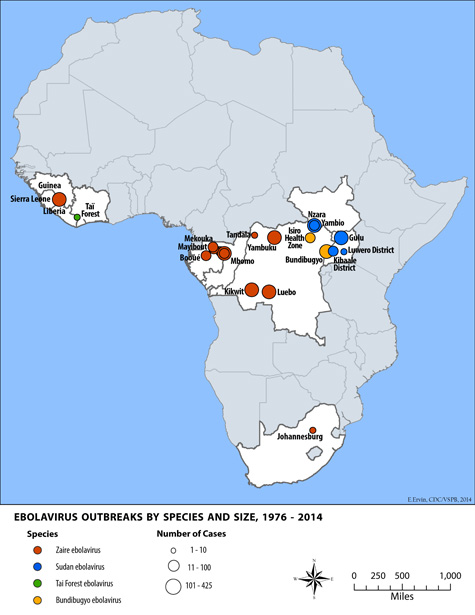 Guinea
Sierra Leone
Liberia
Taï
Forest
Nzara
Yambio
Tandala
Isiro
Health
Zone
Gulu
Mekouka
Mayibout
Yambuku
Luwero District
Booué
Mbomo
Bundibugyo
Kibaale
District
Kikwit
Luebo
Johannesburg
E. Ervin, CDC/VSPB, 2014
EBOLAVIRUS OUTBREAKS BY SPECIES AND SIZE, 1976 - 2014
Species
Zaire ebolavirus
Sudan ebolavirus
Tai Forest ebolavirus
Bundibugyo ebolavirus
Number of Cases
1 - 10
11 - 100
101 - 425
N
0 250 500 1,000
Miles